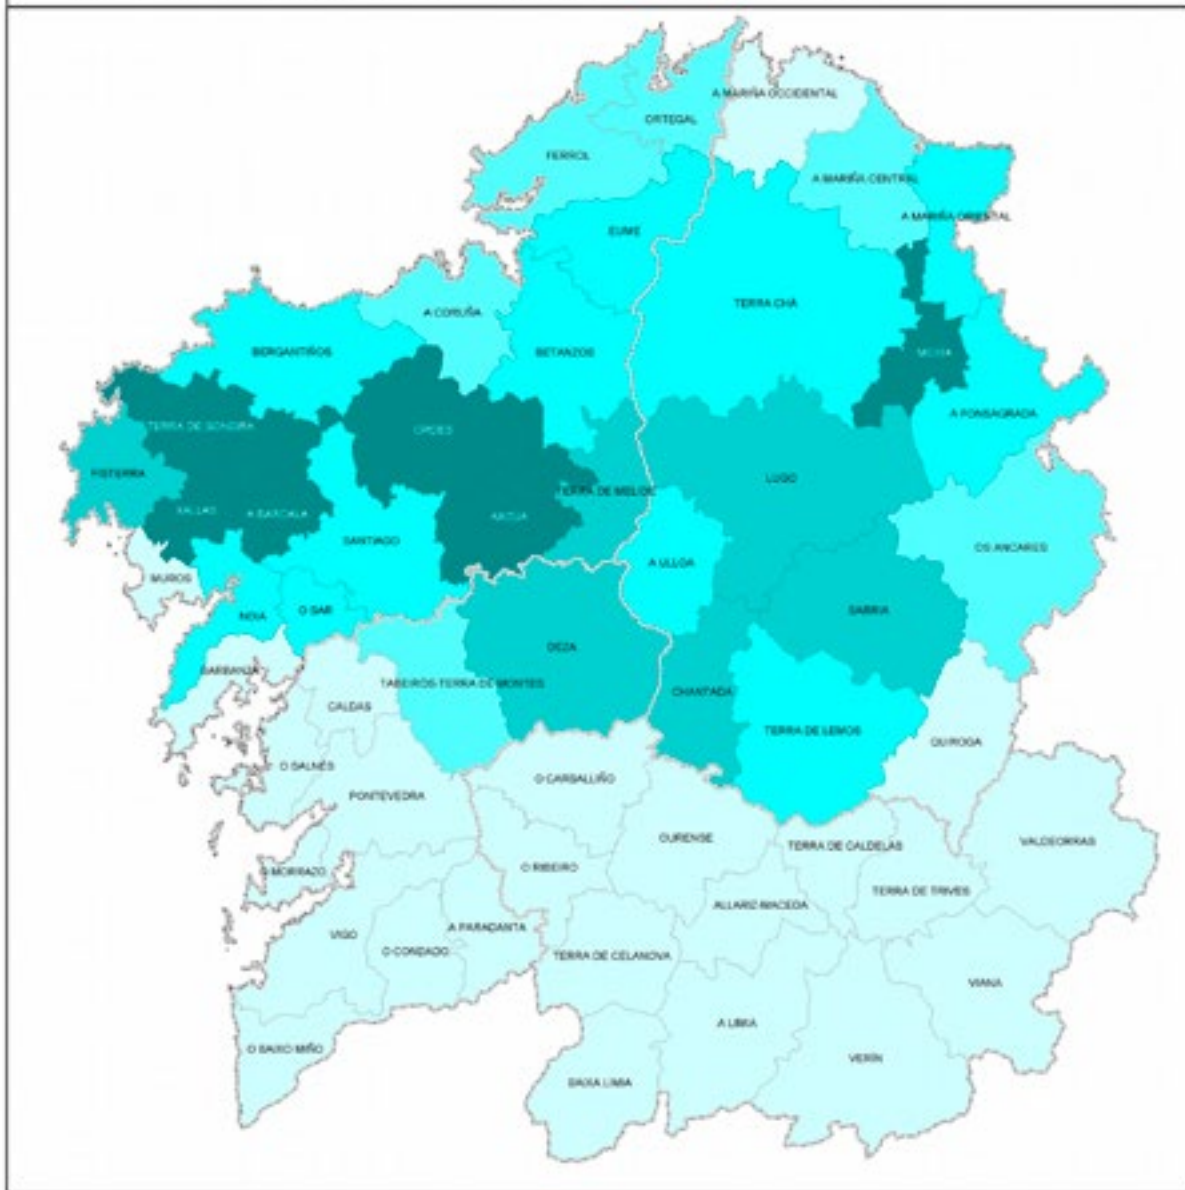 A MARIÑA OCCIDENTAL
ORTEGAL
FERROL
A MARIÑA CENTRAL
A MARIÑA ORIENTAL
EUME
TERRA CHÁ
A CORUÑA
BERGANTIÑOS
BETANZOS
MEIRA
A FONSAGRADA
TERRA DE SONEIRA
ORDES
FISTERRA
LUGO
TERRA DE MELIDE
XALLAS
A BARCALA
ARZÚA
SANTIAGO
OS ANCARES
A ULLOA
MUROS
NOIA
O SAR
SARRIA
DEZA
BARBANZA
TABEIRÓS-TERRA DE MONTES
CHANTADA
CALDAS
TERRA DE LEMOS
QUIROGA
O SALNÉS
O CARBALLIÑO
PONTEVEDRA
OURENSE
VALDEORRAS
TERRA DE CALDELAS
O RIBEIRO
O MORRAZO
TERRA DE TRIVES
ALLARIZ-MACEDA
A PARADANTA
VIGO
O CONDADO
TERRA DE CELANOVA
VIANA
A LIMIA
O BAIXO MIÑO
VERÍN
BAIXA LIMIA